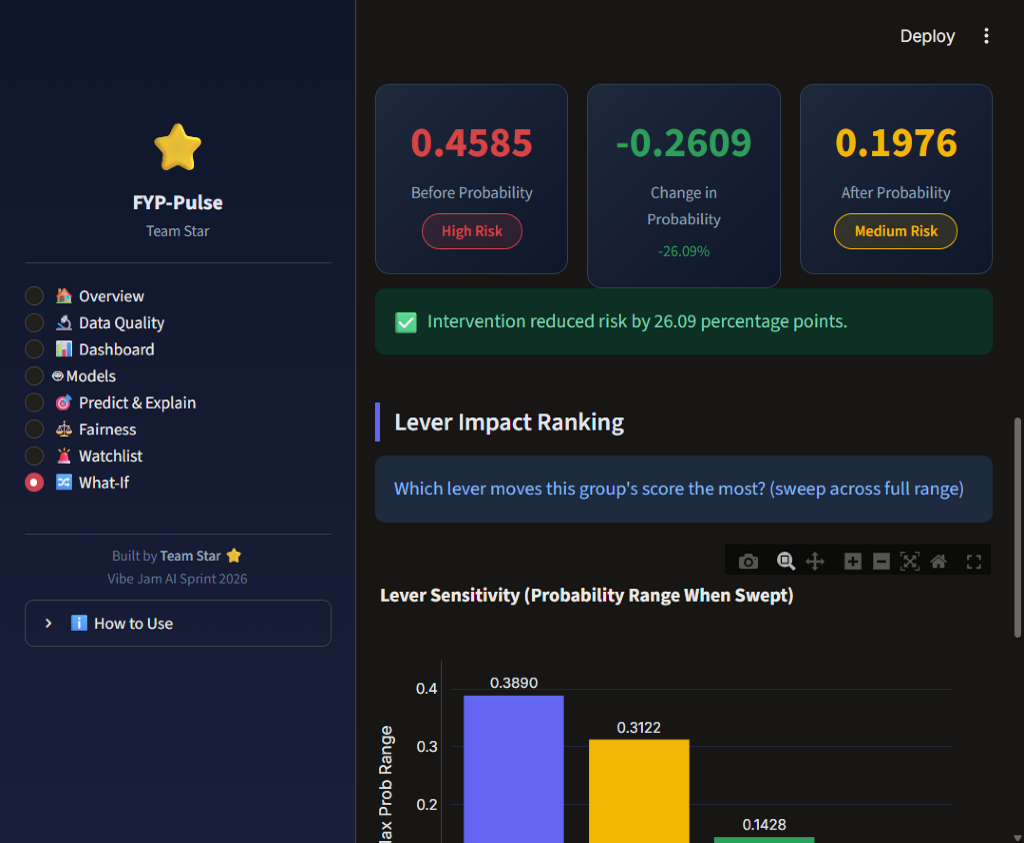 Deploy
FYP-Pulse
Team Star
Overview
Data Quality
Dashboard
Models
Predict & Explain
Fairness
Watchlist
What-If
Built by Team Star
Vibe Jam AI Sprint 2026
How to Use
0.4585
Before Probability
High Risk
-0.2609
Change in
Probability
-26.09%
0.1976
After Probability
Medium Risk
Intervention reduced risk by 26.09 percentage points.
Lever Impact Ranking
Which lever moves this group's score the most? (sweep across full range)
Lever Sensitivity (Probability Range When Swept)
0.4
0.3
0.2
Prob Range
0.3890
0.3122
0.1428